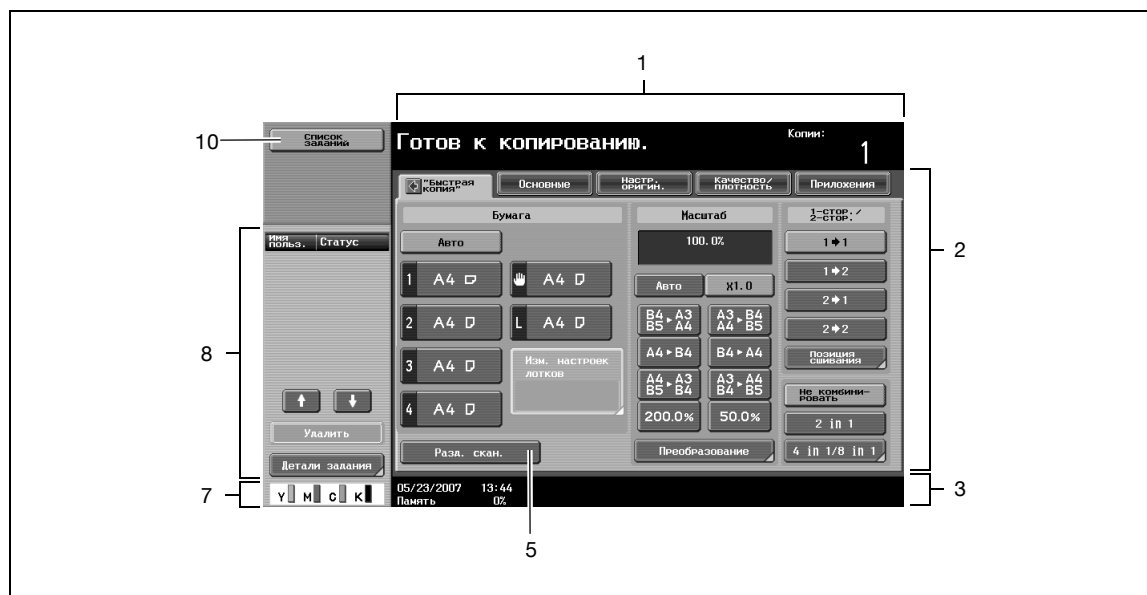 1
10
Список
заданий
Готов к копированию.
Копии:
1
"Быстрая
копия"
Основные
Настр.
оригин.
Качество/
плотность
Приложения
2
Бумага
Масштаб
1-стор./
2-стор.
Имя
польз.
Статус
Авто
100.0%
1 1
1 A4
A4
Авто
x1.0
1 2
2 1
2 A4
L A4
B4 A3
B5 A4
A3 B4
A4 B5
2 2
8
3 A4
Изм. настроек
лотков
A4 B4
B4 A4
Позиция
сшивания
A4 A3
B5 B4
A3 A4
B4 B5
Не комбини-
ровать
4 A4
200.0%
50.0%
2 in 1
Удалить
Разд. скан.
Преобразование
4 in 1/8 in 1
Детали задания
7
Y M C K
05/23/2007 13:44
Память 0%
3
5